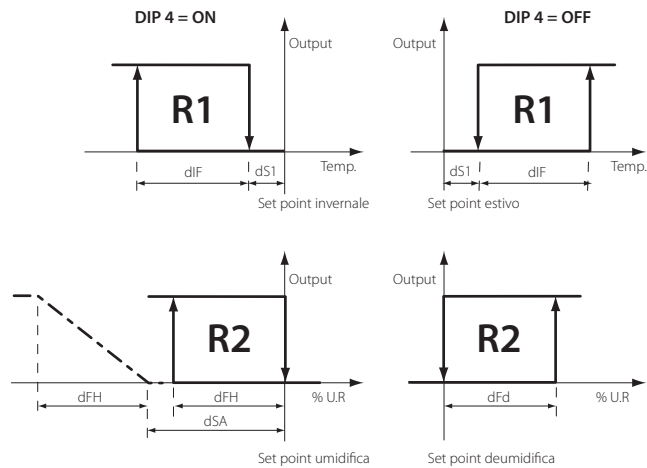 DIP 4 = ON
DIP 4 = OFF
Output
Output
R1
R1
Temp.
Temp.
dIF
dS1
dS1
dIF
Set point invernale
Set point estivo
Output
Output
R2
R2
% U.R
% U.R
dFH
dFH
dFd
dSA
Set point umidifica
Set point deumidifica